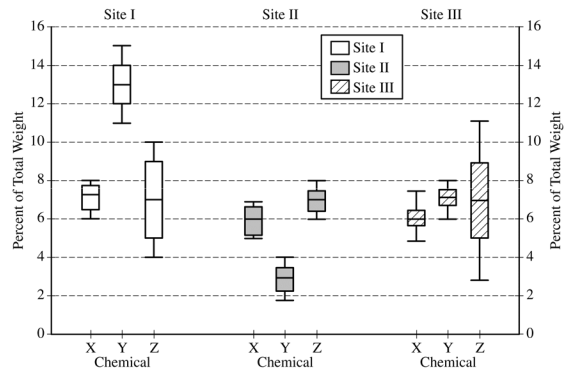 Site I Site II Site III
16 16
14 14
12 12
10 10
8 8
6 6
4 4
2 2
0 0
Percent of Total Weight
Percent of Total Weight
Site I
Site II
Site III
X Y Z X Y Z X Y Z
Chemical Chemical Chemical